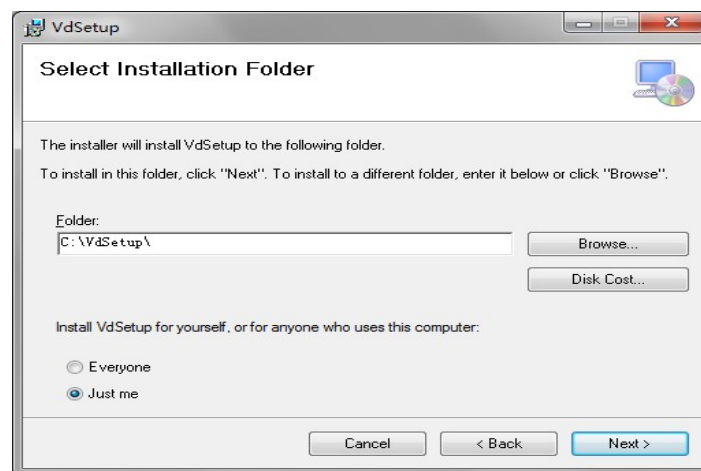 VdSetup
Select Installation Folder
The installer will install VdSetup to the following folder.
To install in this folder, click "Next". To install to a different folder, enter it below or click "Browse".
Folder:
C:\VdSetup\
Browse...
Disk Cost...
Install VdSetup for yourself, or for anyone who uses this computer:
Everyone
Just me
Cancel
< Back
Next >